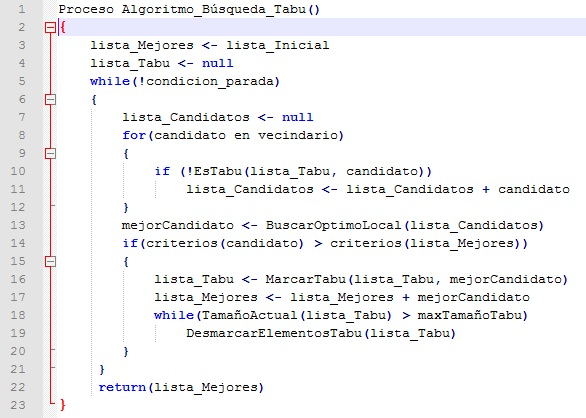 1 Proceso Algoritmo_Búsqueda_Tabu()
2 {
3 lista_Mejores <- lista_Inicial
4 lista_Tabu <- null
5 while(!condicion_parada)
6 {
7 lista_Candidatos <- null
8 for(candidato en vecindario)
9 {
10 if (!EsTabu(lista_Tabu, candidato))
11 lista_Candidatos <- lista_Candidatos + candidato
12 }
13 mejorCandidato <- BuscarOptimoLocal(lista_Candidatos)
14 if(criterios(candidato) > criterios(lista_Mejores))
15 {
16 lista_Tabu <- MarcarTabu(lista_Tabu, mejorCandidato)
17 lista_Mejores <- lista_Mejores + mejorCandidato
18 while(TamañoActual(lista_Tabu) > maxTamañoTabu)
19 DesmarcarElementosTabu(lista_Tabu)
20 }
21 }
22 return(lista_Mejores)
23 }